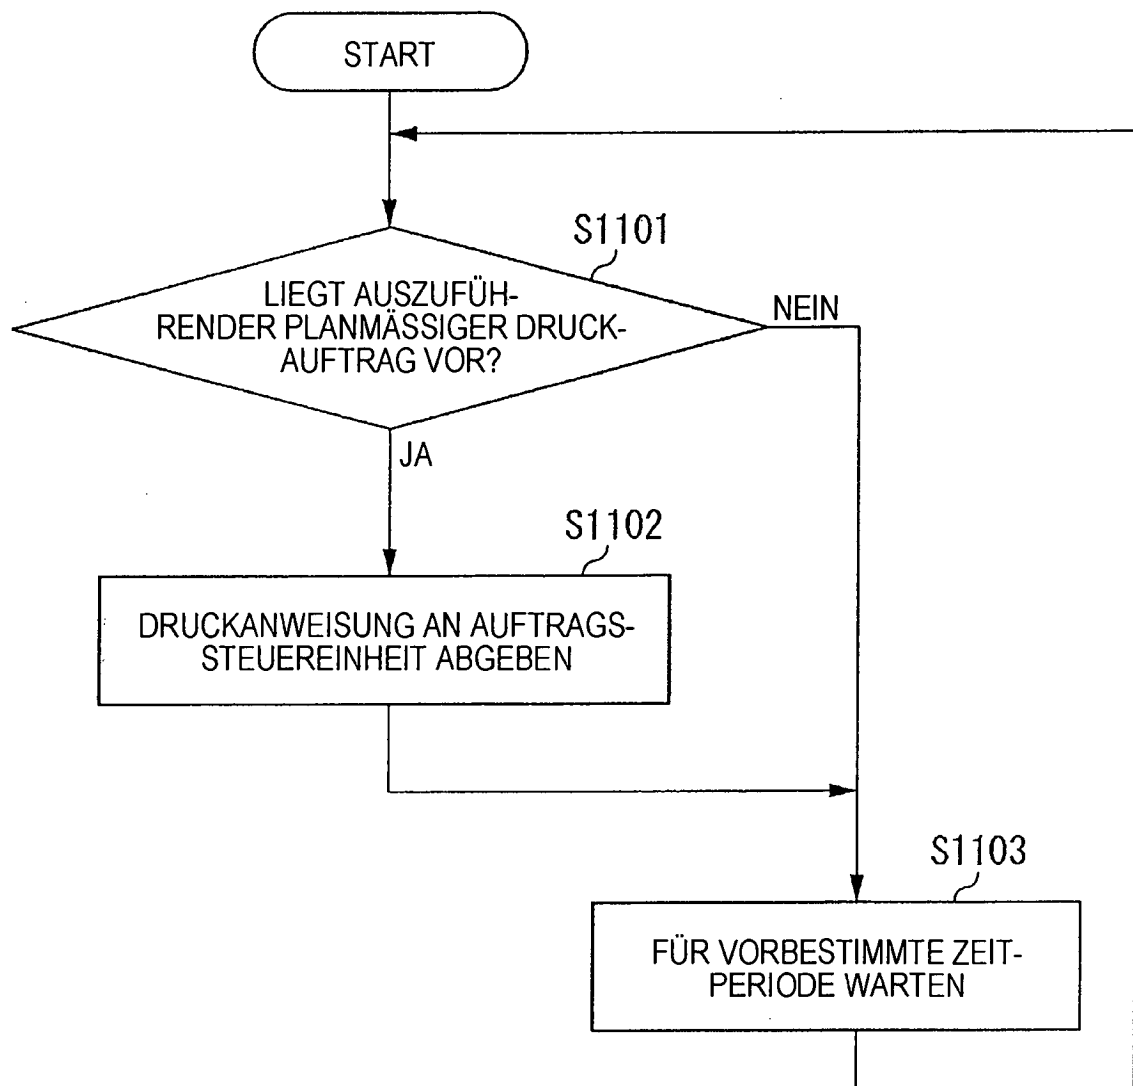 START
S1101
LIEGT AUSZUFÜH-
RENDER PLANMÄSSIGER DRUCK-
AUFTRAG VOR?
NEIN
JA
S1102
DRUCKANWEISUNG AN AUFTRAGS-
STEUEREINHEIT ABGEBEN
S1103
FÜR VORBESTIMMTE ZEIT-
PERIODE WARTEN